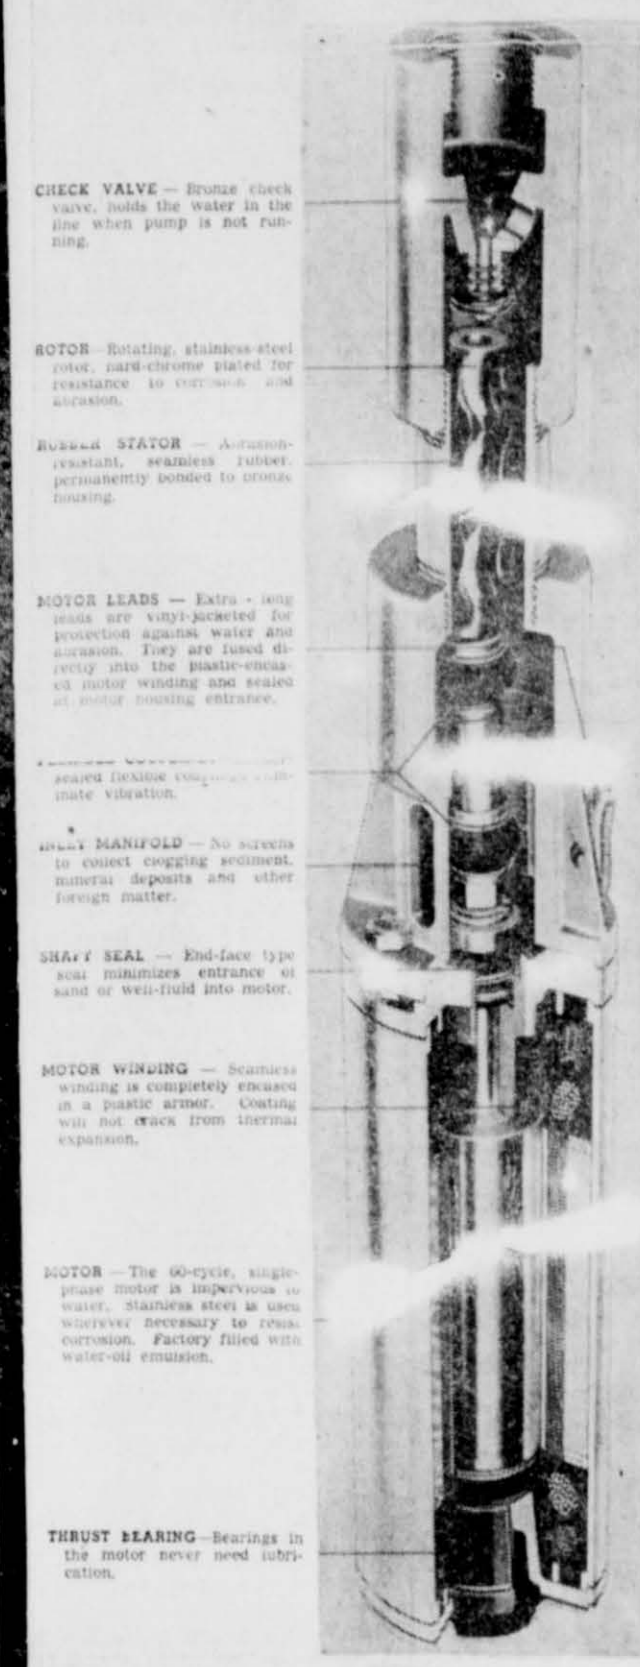 CHECK VALVE — Bronze check
valve, holds the water in the
line when pump is not run-
ning.
ROTOR—Rotating, stainless-steel
rotor, hard-chrome plated for
resistance to corrosion and
abrasion.
RUBBER STATOR — Abrasion-
resistant, seamless rubber,
permanently bonded to bronze
housing.
MOTOR LEADS — Extra - long
leads are vinyl-jacketed for
protection against water and
abrasion. They are fused di-
rectly into the plastic-encas-
ed motor winding and sealed
at motor housing entrance.
sealed flexible
inate vibration.
INLET MANIFOLD — No screens
to collect clogging sediment,
mineral deposits and other
foreign matter.
SHAFT SEAL — End-face type
seal minimizes entrance of
sand or well-fluid into motor.
MOTOR WINDING — Seamless
winding is completely encased
in a plastic armor. Coating
will not crack from thermal
expansion.
MOTOR—The 60-cycle, single-
phase motor is impervious to
water. Stainless steel is used
wherever necessary to resist
corrosion. Factory filled with
water-oil emulsion.
THRUST BEARING—Bearings in
the motor never need lubri-
cation.